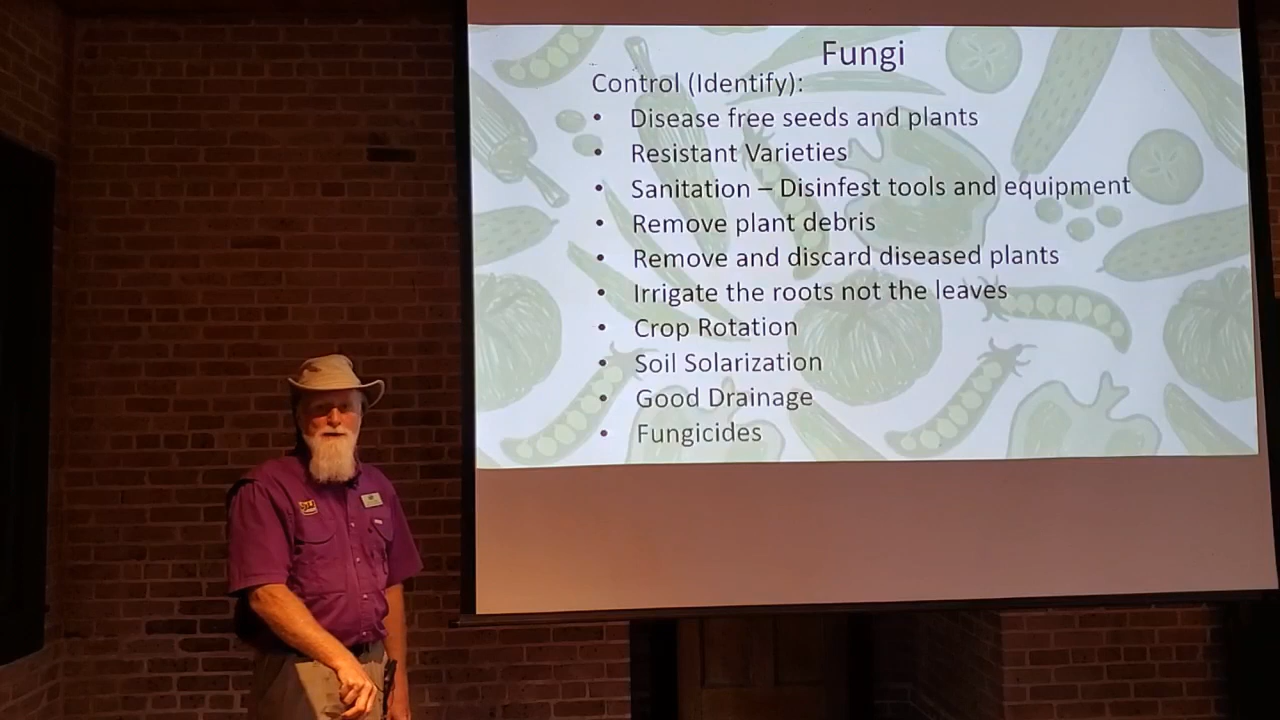 Fungi
Control (Identify):
• Disease free seeds and plants
• Resistant Varieties
• Sanitation – Disinfest tools and equipment
• Remove plant debris
• Remove and discard diseased plants
• Irrigate the roots not the leaves
• Crop Rotation
• Soil Solarization
• Good Drainage
• Fungicides